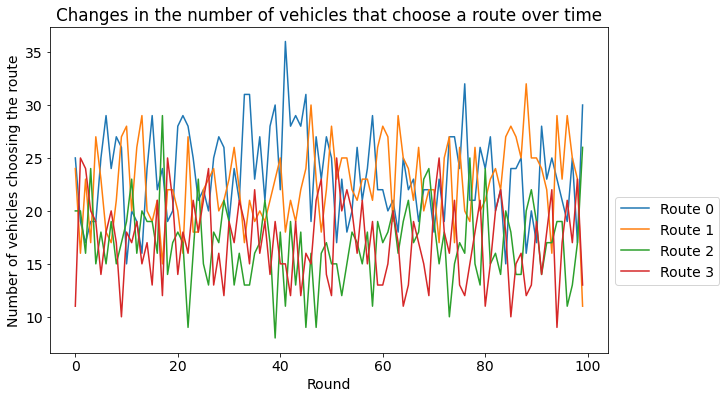 Changes in the number of vehicles that choose a route over time
Number of vehicles choosing the route
35
30
25
20
15
10
0
20
40
60
80
100
Round
Route 0
Route 1
Route 2
Route 3